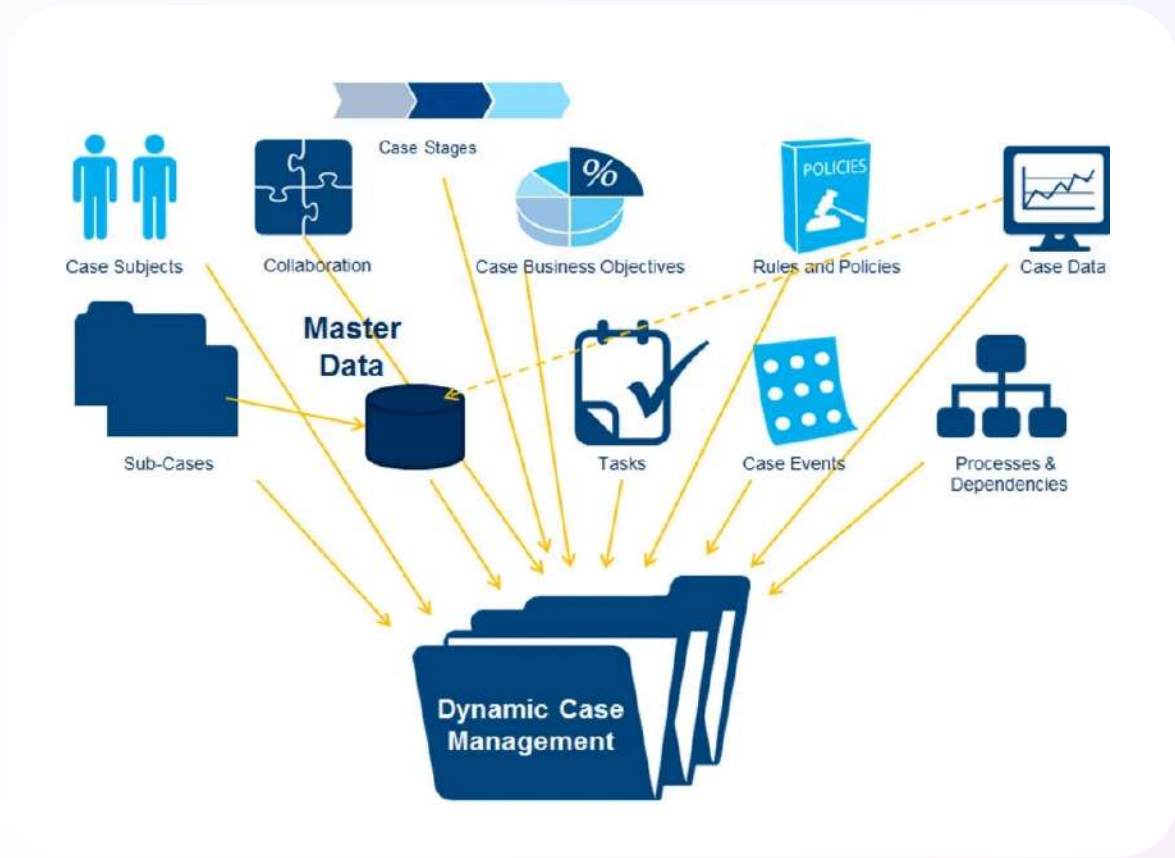 Case Stages
%
POLICIES
Case Subjects
Collaboration
Case Business Objectives
Rules and Policies
Case Data
Master
Data
Sub-Cases
Tasks
Case Events
Processes &
Dependencies
Dynamic Case
Management